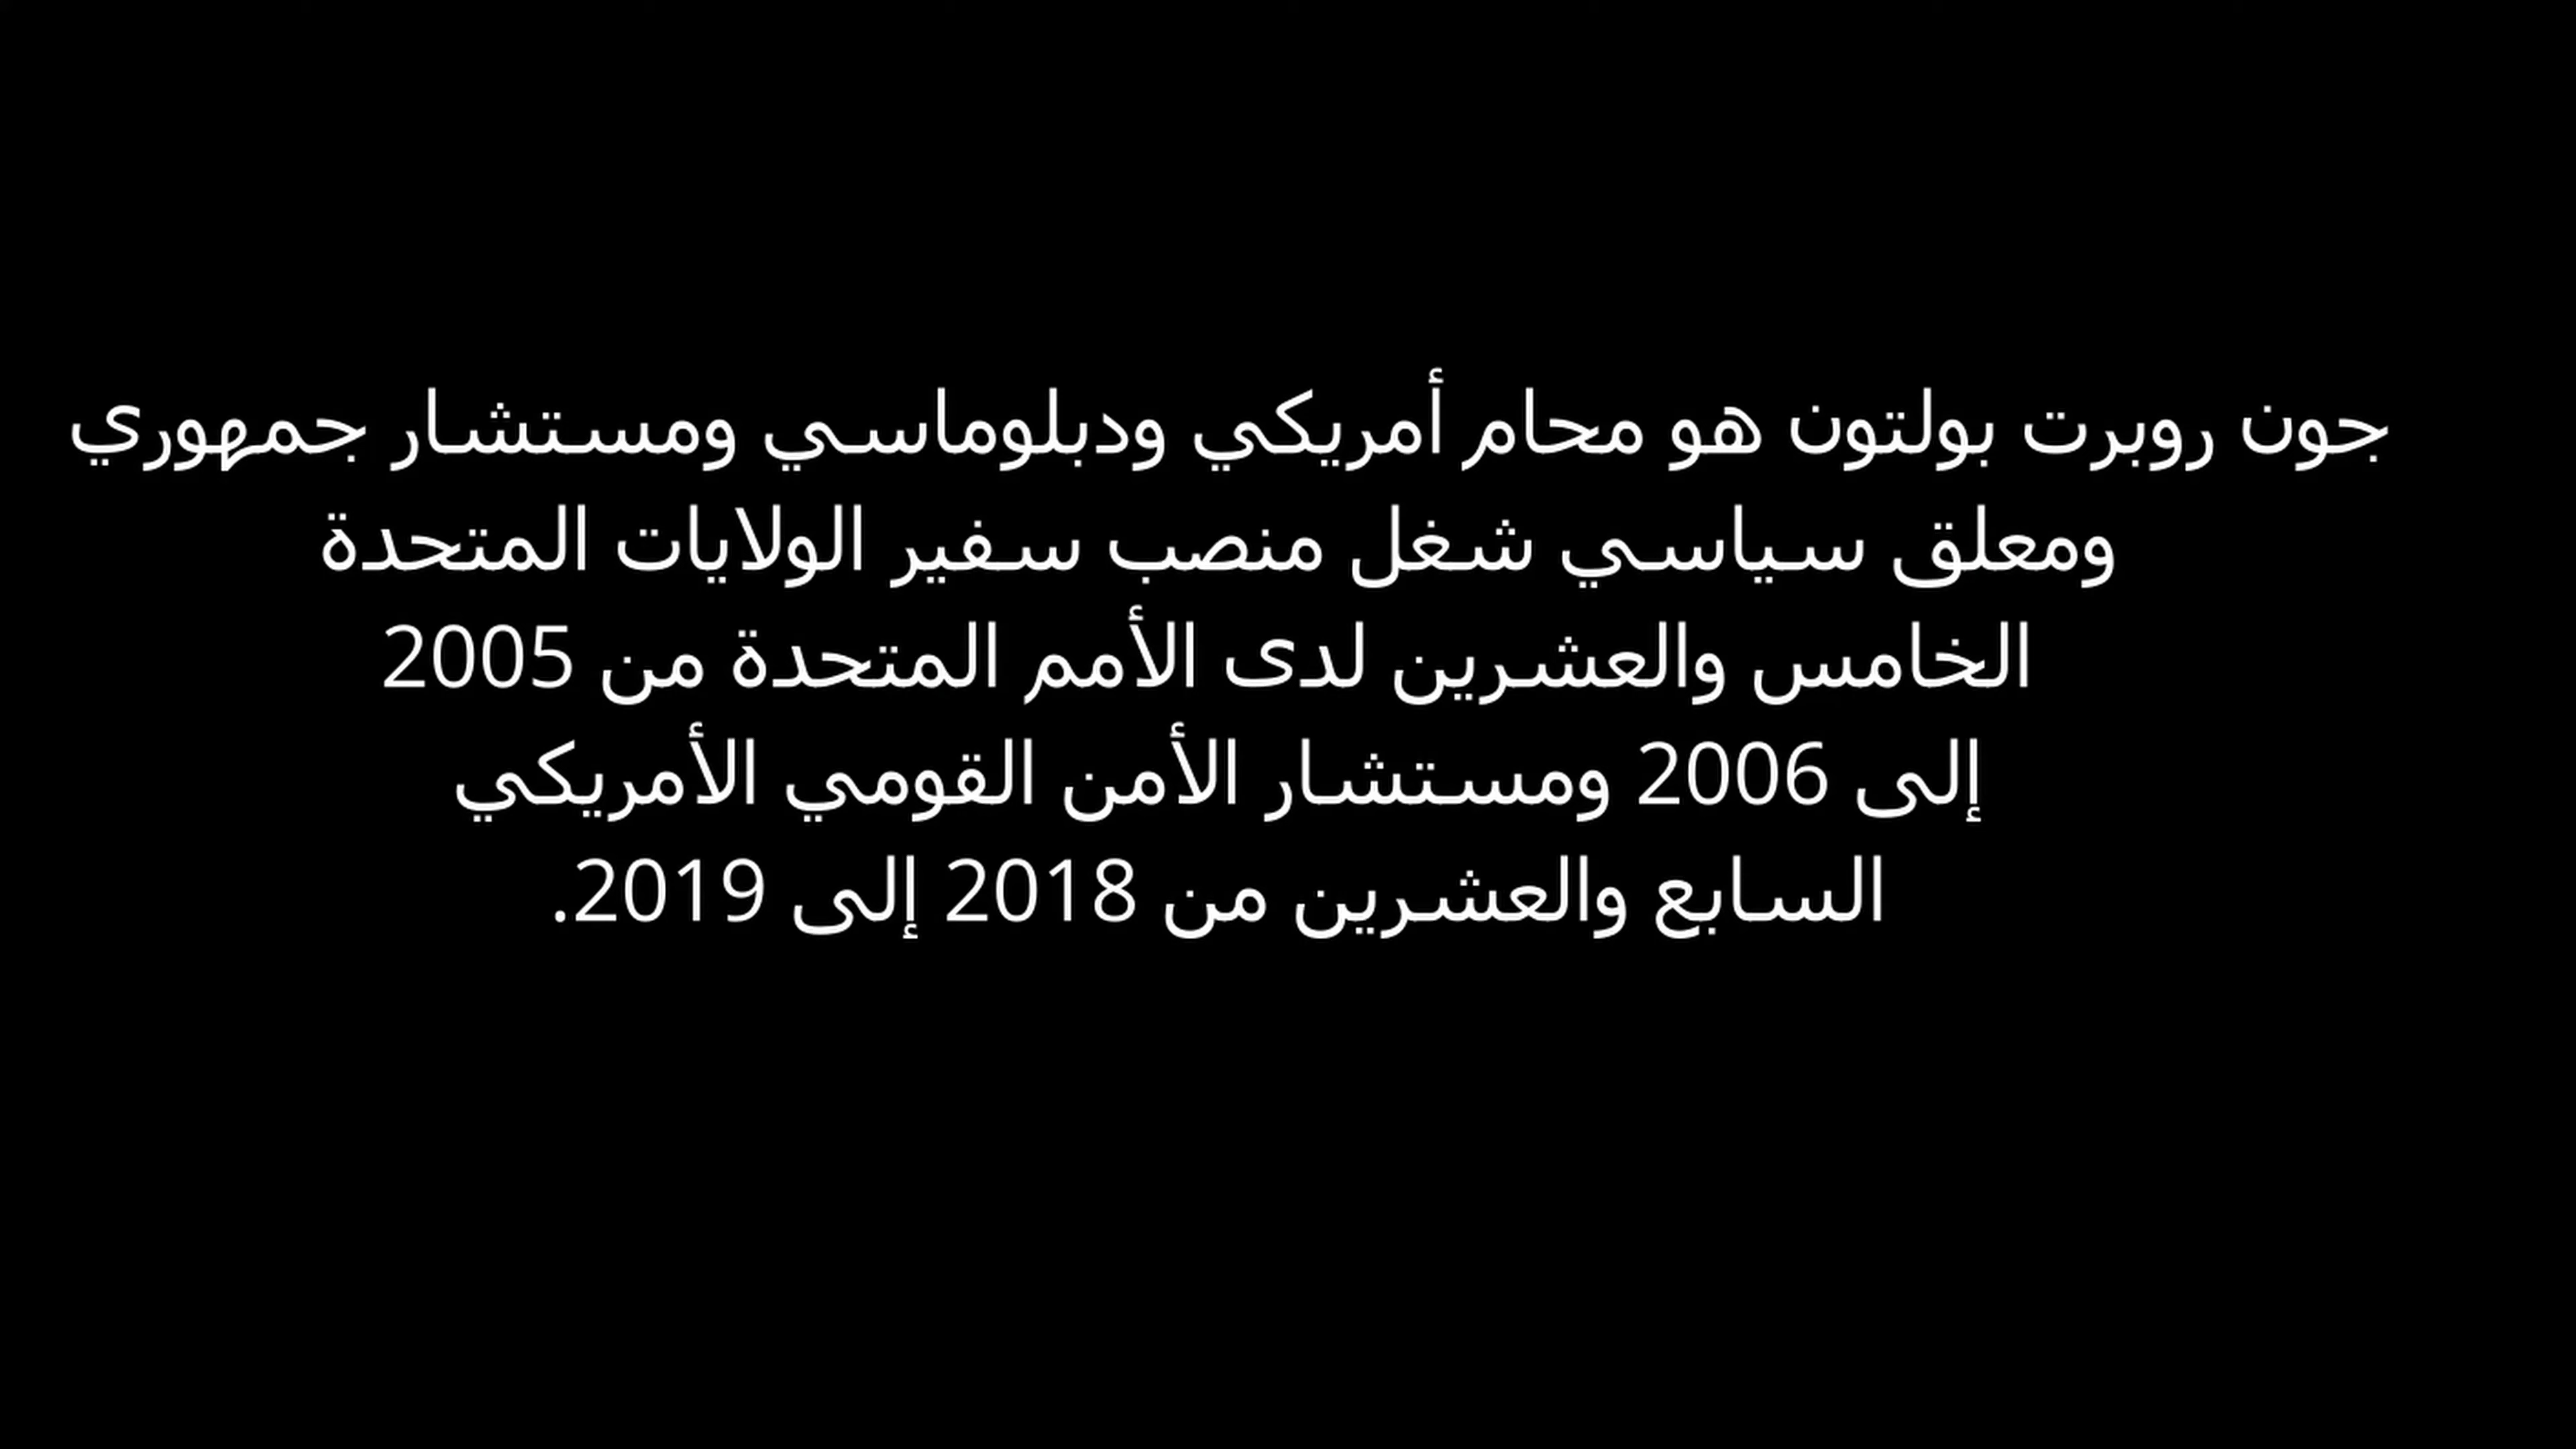 جون روبرت بولتون هو محام أمريكي ودبلوماسي ومستشار جمهوري
ومعلق سياسي شغل منصب سفير الولايات المتحدة
الخامس والعشرين لدى الأمم المتحدة من 2005
إلى 2006 ومستشار الأمن القومي الأمريكي
السابع والعشرين من 2018 إلى 2019.